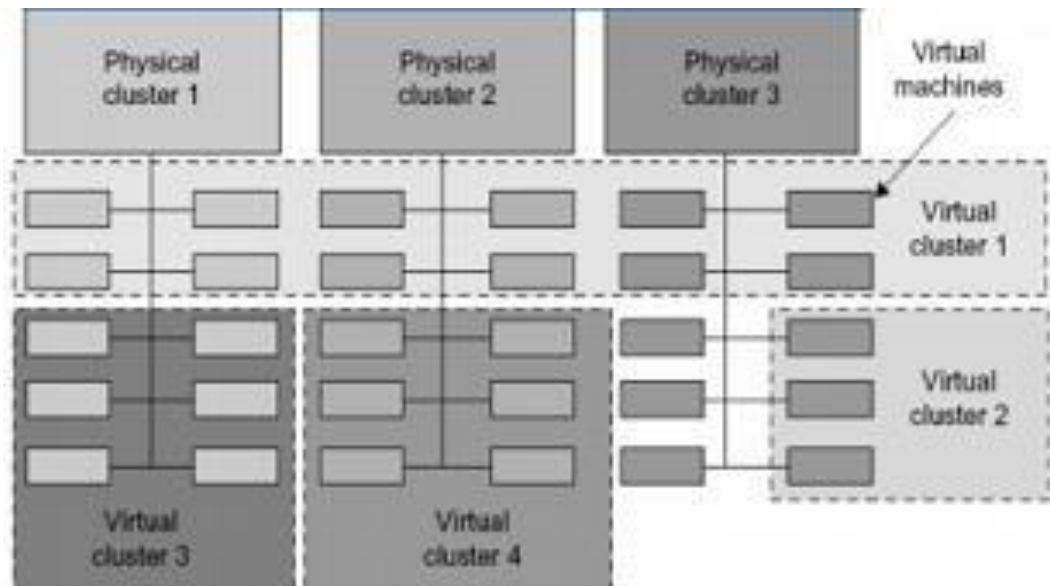 Physical
cluster 1
Physical
cluster 2
Physical
cluster 3
Virtual
machines
Virtual
cluster 1
Virtual
cluster 2
Virtual
cluster 3
Virtual
cluster 4